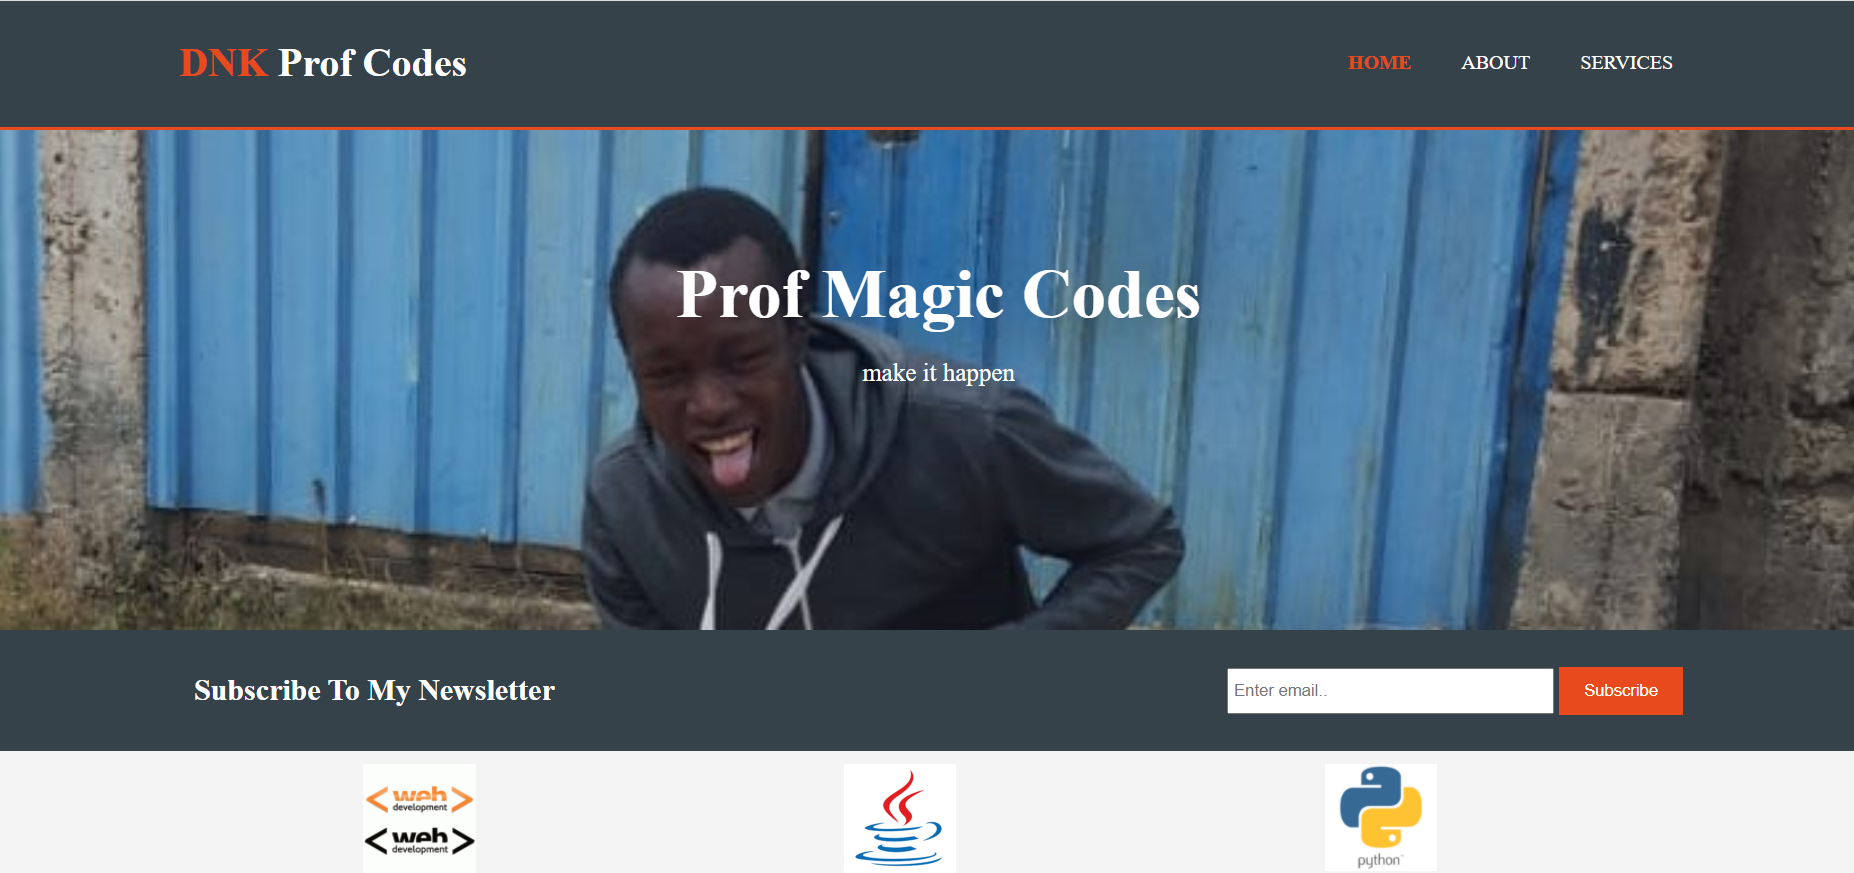 DNK Prof Codes
HOME ABOUT SERVICES
Prof Magic Codes
make it happen
Subscribe To My Newsletter
Enter email..
Subscribe
<web>
development
<web>
development
python™